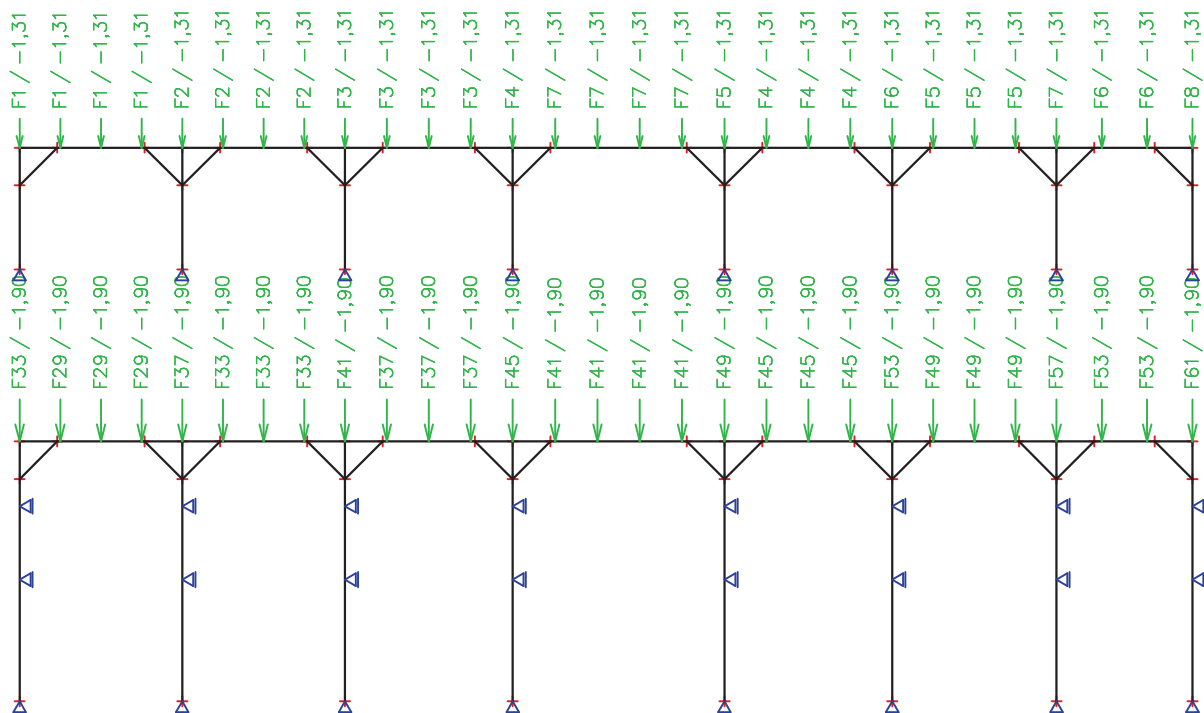 F1 / -1,31
F1 / -1,31
F1 / -1,31
F1 / -1,31
F2 / -1,31
F2 / -1,31
F2 / -1,31
F2 / -1,31
F3 / -1,31
F3 / -1,31
F3 / -1,31
F3 / -1,31
F4 / -1,31
F7 / -1,31
F7 / -1,31
F7 / -1,31
F7 / -1,31
F5 / -1,31
F4 / -1,31
F4 / -1,31
F4 / -1,31
F6 / -1,31
F5 / -1,31
F5 / -1,31
F5 / -1,31
F7 / -1,31
F6 / -1,31
F6 / -1,31
F8 / -1,31
F33 / -1,90
F29 / -1,90
F29 / -1,90
F29 / -1,90
F37 / -1,90
F33 / -1,90
F33 / -1,90
F33 / -1,90
F41 / -1,90
F37 / -1,90
F37 / -1,90
F37 / -1,90
F45 / -1,90
F41 / -1,90
F41 / -1,90
F41 / -1,90
F41 / -1,90
F49 / -1,90
F45 / -1,90
F45 / -1,90
F45 / -1,90
F53 / -1,90
F49 / -1,90
F49 / -1,90
F49 / -1,90
F57 / -1,90
F53 / -1,90
F53 / -1,90
F61 / -1,90